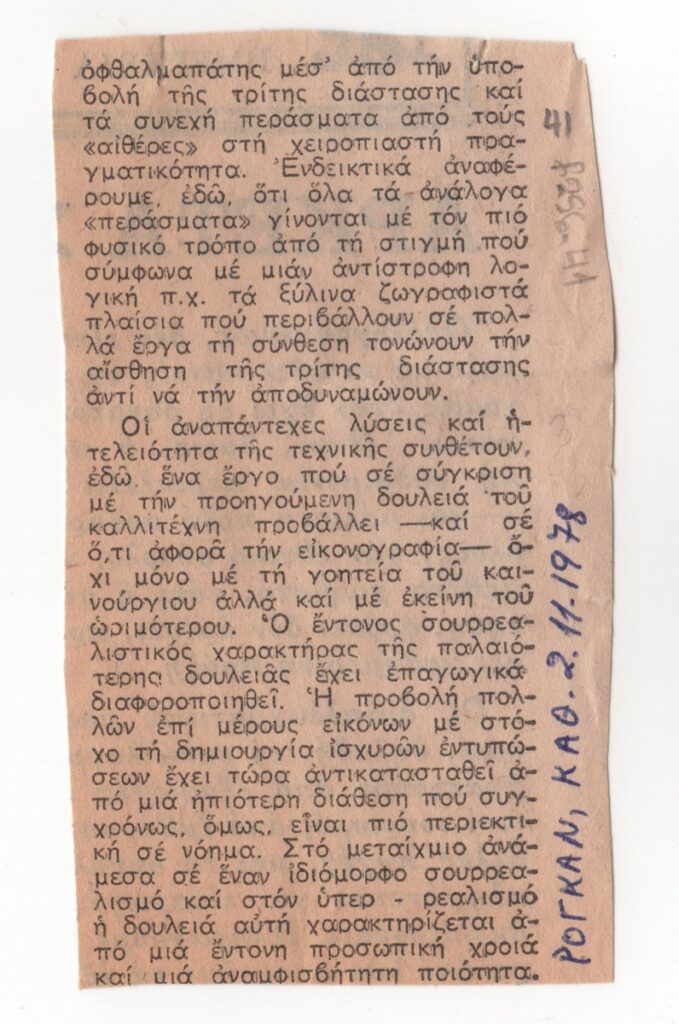 ὀφθαλμαπάτης μέσ' ἀπό τήν ὑπο-
βολή τῆς τρίτης διάστασης καί
τά συνεχή περάσματα ἀπό τούς
«αἰθέρες» στή χειροπιαστή πρα-
γματικότητα. Ἐνδεικτικά ἀναφέ-
ρουμε, ἐδῶ, ὅτι ὅλα τά ἀνάλογα
«περάσματα» γίνονται μέ τόν πιό
φυσικό τρόπο ἀπό τή στιγμή πού
σύμφωνα μέ μιάν ἀντίστροφη λο-
γική π.χ. τά ξύλινα ζωγραφιστά
πλαίσια πού περιβάλλουν σέ πολ-
λά ἔργα τή σύνθεση τονώνουν τήν
αἴσθηση τῆς τρίτης διάστασης
ἀντί νά τήν ἀποδυναμώνουν.
Οἱ ἀναπάντεχες λύσεις καί ἡ-
τελειότητα τῆς τεχνικῆς συνθέτουν,
ἐδῶ, ἕνα ἔργο πού σέ σύγκριση
μέ τήν προηγούμενη δουλειά τοῦ
καλλιτέχνη προβάλλει —καί σέ
ὅ,τι ἀφορᾶ τήν εἰκονογραφία— ὄ-
χι μόνο μέ τή γοητεία τοῦ και-
νούργιου ἀλλά καί μέ ἐκείνη τοῦ
ὡριμότερου. Ὁ ἔντονος σουρρεα-
λιστικός χαρακτήρας τῆς παλαιό-
τερης δουλειᾶς ἔχει ἐπαγωγικά
διαφοροποιηθεῖ. Ἡ προβολή πολ-
λῶν ἐπί μέρους εἰκόνων μέ στό-
χο τή δημιουργία ἰσχυρῶν ἐντυπώ-
σεων ἔχει τώρα ἀντικατασταθεῖ ἀ-
πό μιά ἠπιότερη διάθεση πού συγ-
χρόνως, ὅμως, εἶναι πιό περιεκτι-
κή σέ νόημα. Στό μεταίχμιο ἀνά-
μεσα σέ ἕναν ἰδιόμορφο σουρρεα-
λισμό καί στόν ὑπερ - ρεαλισμό
ἡ δουλειά αὐτή χαρακτηρίζεται ἀ-
πό μιά ἔντονη προσωπική χροιά
καί μιά ἀναμφισβήτητη ποιότητα.
41
ΡΟΓΚΑΝ, ΚΑΘ. 2.11.1978